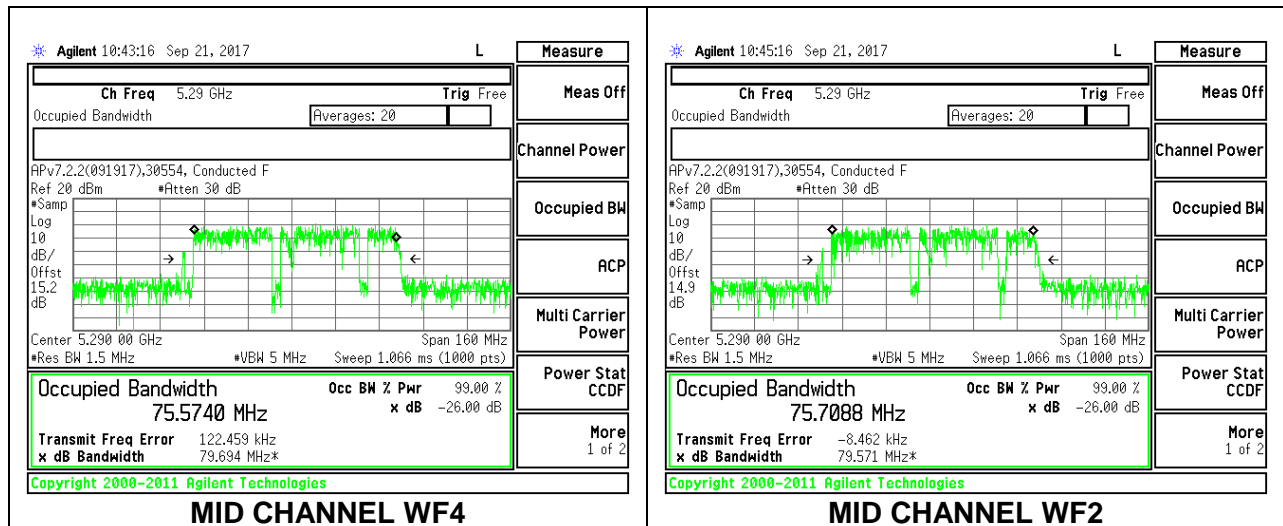 Agilent 10:43:16 Sep 21, 2017 L
Measure
Ch Freq 5.29 GHz Trig Free
Occupied Bandwidth Averages: 20
APv7.2.2(091917),30554, Conducted F
Ref 20 dBm #Atten 30 dB
#Samp
Log
10
dB/
Offst
15.2
dB
Center 5.290 00 GHz Span 160 MHz
#Res BW 1.5 MHz #VBW 5 MHz Sweep 1.066 ms (1000 pts)
Occupied Bandwidth Occ BW % Pwr 99.00 %
75.5740 MHz x dB -26.00 dB
Transmit Freq Error 122.459 kHz
x dB Bandwidth 79.694 MHz*
Copyright 2000-2011 Agilent Technologies
Meas Off
Channel Power
Occupied BW
ACP
Multi Carrier
Power
Power Stat
CCDF
More
1 of 2
MID CHANNEL WF4
Agilent 10:45:16 Sep 21, 2017 L
Measure
Ch Freq 5.29 GHz Trig Free
Occupied Bandwidth Averages: 20
APv7.2.2(091917),30554, Conducted F
Ref 20 dBm #Atten 30 dB
#Samp
Log
10
dB/
Offst
14.9
dB
Center 5.290 00 GHz Span 160 MHz
#Res BW 1.5 MHz #VBW 5 MHz Sweep 1.066 ms (1000 pts)
Occupied Bandwidth Occ BW % Pwr 99.00 %
75.7088 MHz x dB -26.00 dB
Transmit Freq Error -8.462 kHz
x dB Bandwidth 79.571 MHz*
Copyright 2000-2011 Agilent Technologies
Meas Off
Channel Power
Occupied BW
ACP
Multi Carrier
Power
Power Stat
CCDF
More
1 of 2
MID CHANNEL WF2